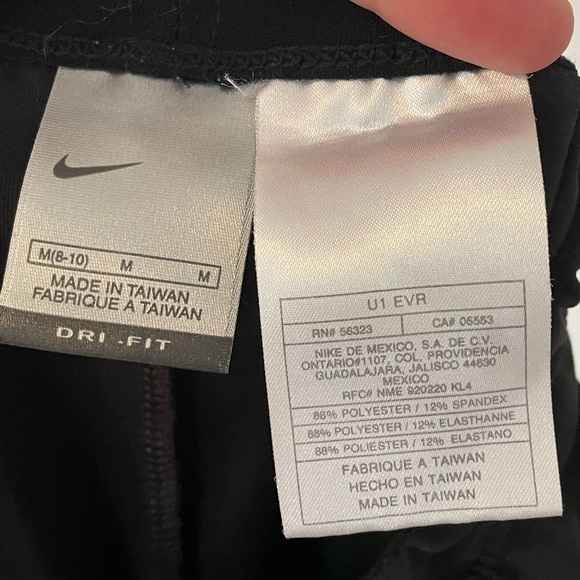 M(8-10) M M
MADE IN TAIWAN
FABRIQUE A TAIWAN
DRI-FIT
U1 EVR
RN# 56323 CA# 05553
NIKE DE MEXICO, S.A. DE C.V.
ONTARIO#1107, COL. PROVIDENCIA
GUADALAJARA, JALISCO 44630
MEXICO
RFC# NME 920220 KL4
88% POLYESTER / 12% SPANDEX
88% POLYESTER / 12% ELASTHANNE
88% POLIESTER / 12% ELASTANO
FABRIQUE A TAIWAN
HECHO EN TAIWAN
MADE IN TAIWAN